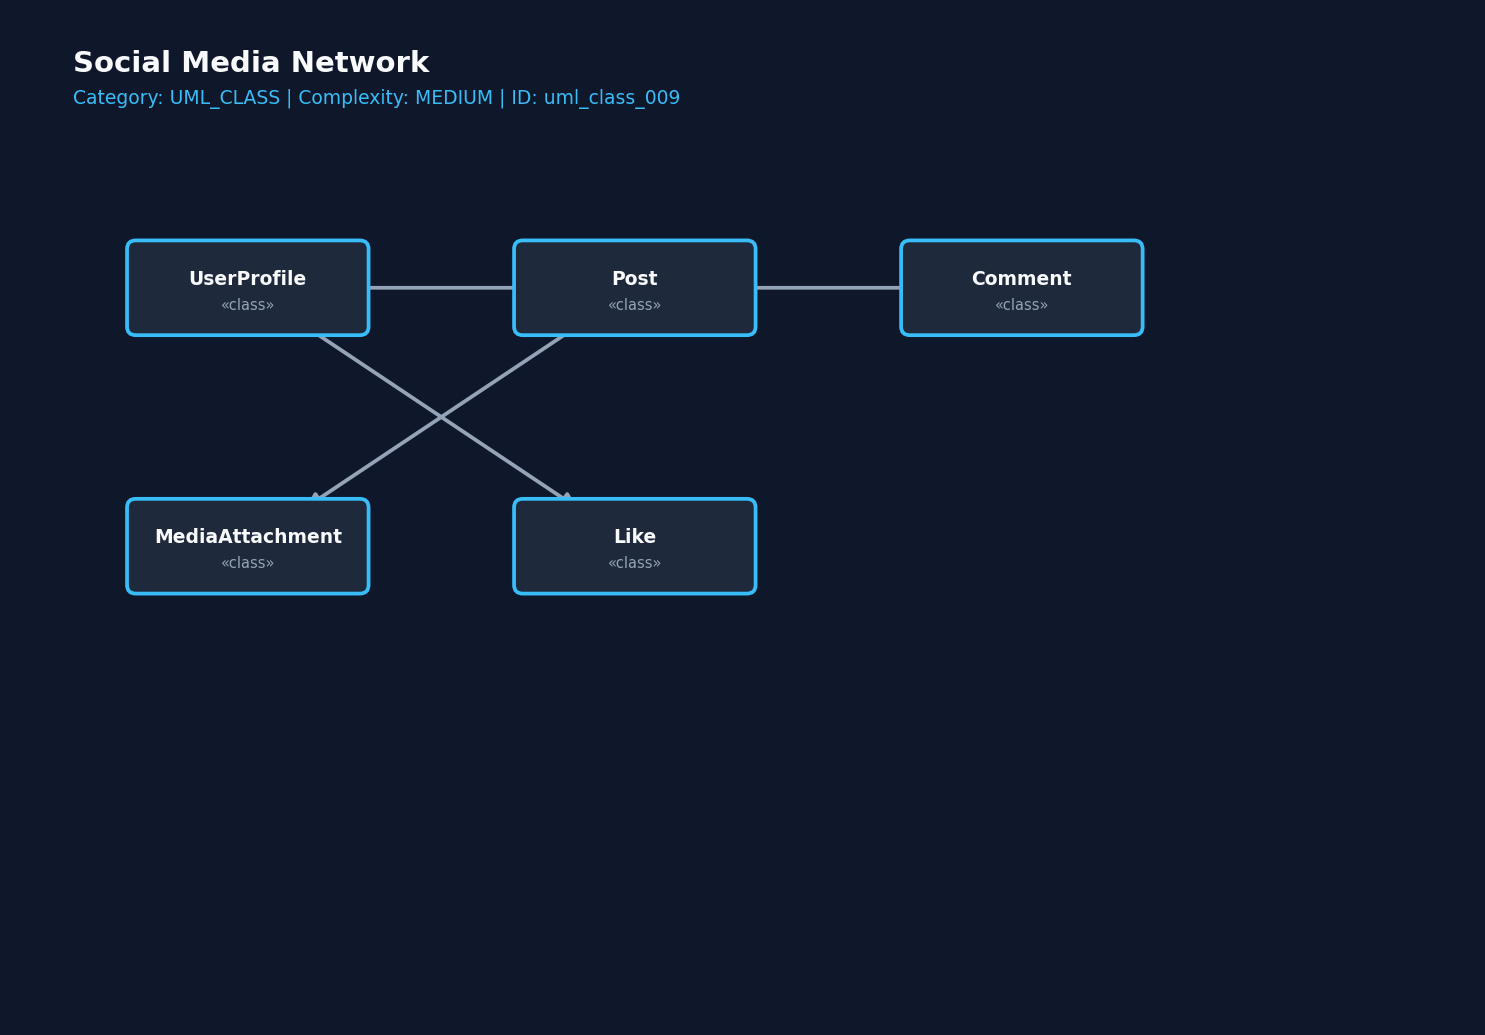 Social Media Network
Category: UML_CLASS | Complexity: MEDIUM | ID: uml_class_009
UserProfile
«class»
Post
«class»
Comment
«class»
MediaAttachment
«class»
Like
«class»